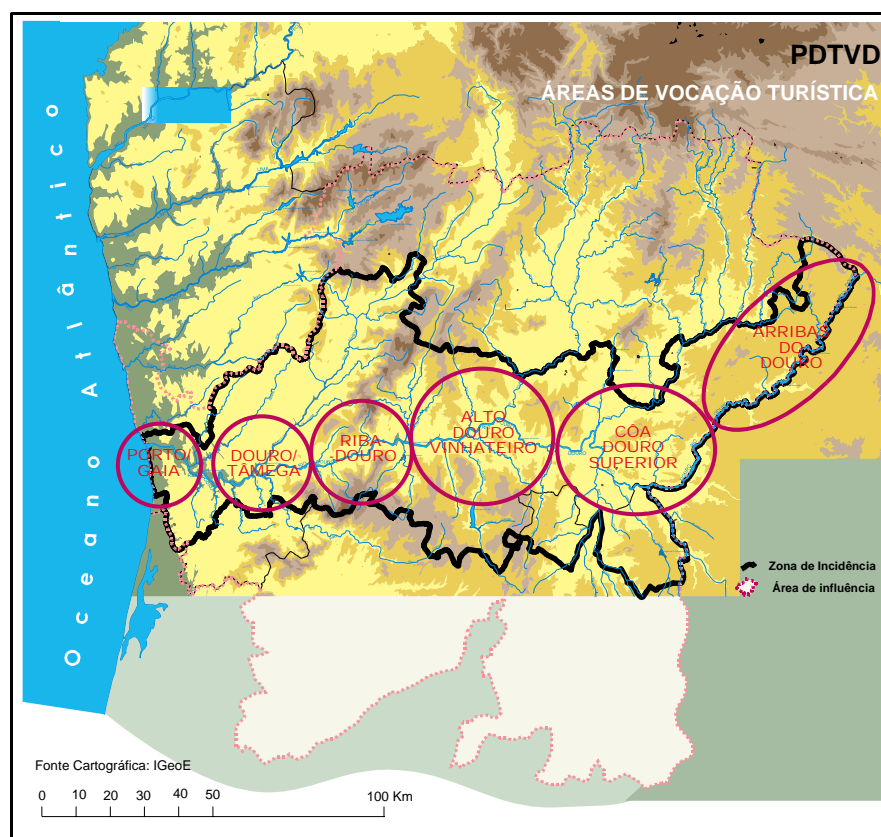 PDTVD
ÁREAS DE VOCAÇÃO TURÍSTICA
Oceano Atlântico
ARRIBAS
DO
DOURO
ALTO
DOURO
VINHATEIRO
CÔA
DOURO
SUPERIOR
RIBA-
-DOURO
DOURO/
TÂMEGA
PORTO/
GAIA
Zona de Incidência
Área de influência
Fonte Cartográfica: IGeoE
0 10 20 30 40 50 100 Km